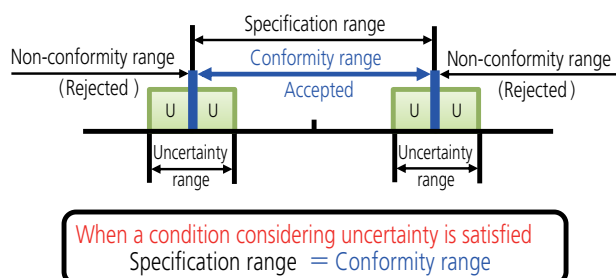 Specification range
Non-conformity range
Conformity range
Non-conformity range
(Rejected)
Accepted
(Rejected)
U U U U
Uncertainty Uncertainty
range range
When a condition considering uncertainty is satisfied
Specification range = Conformity range